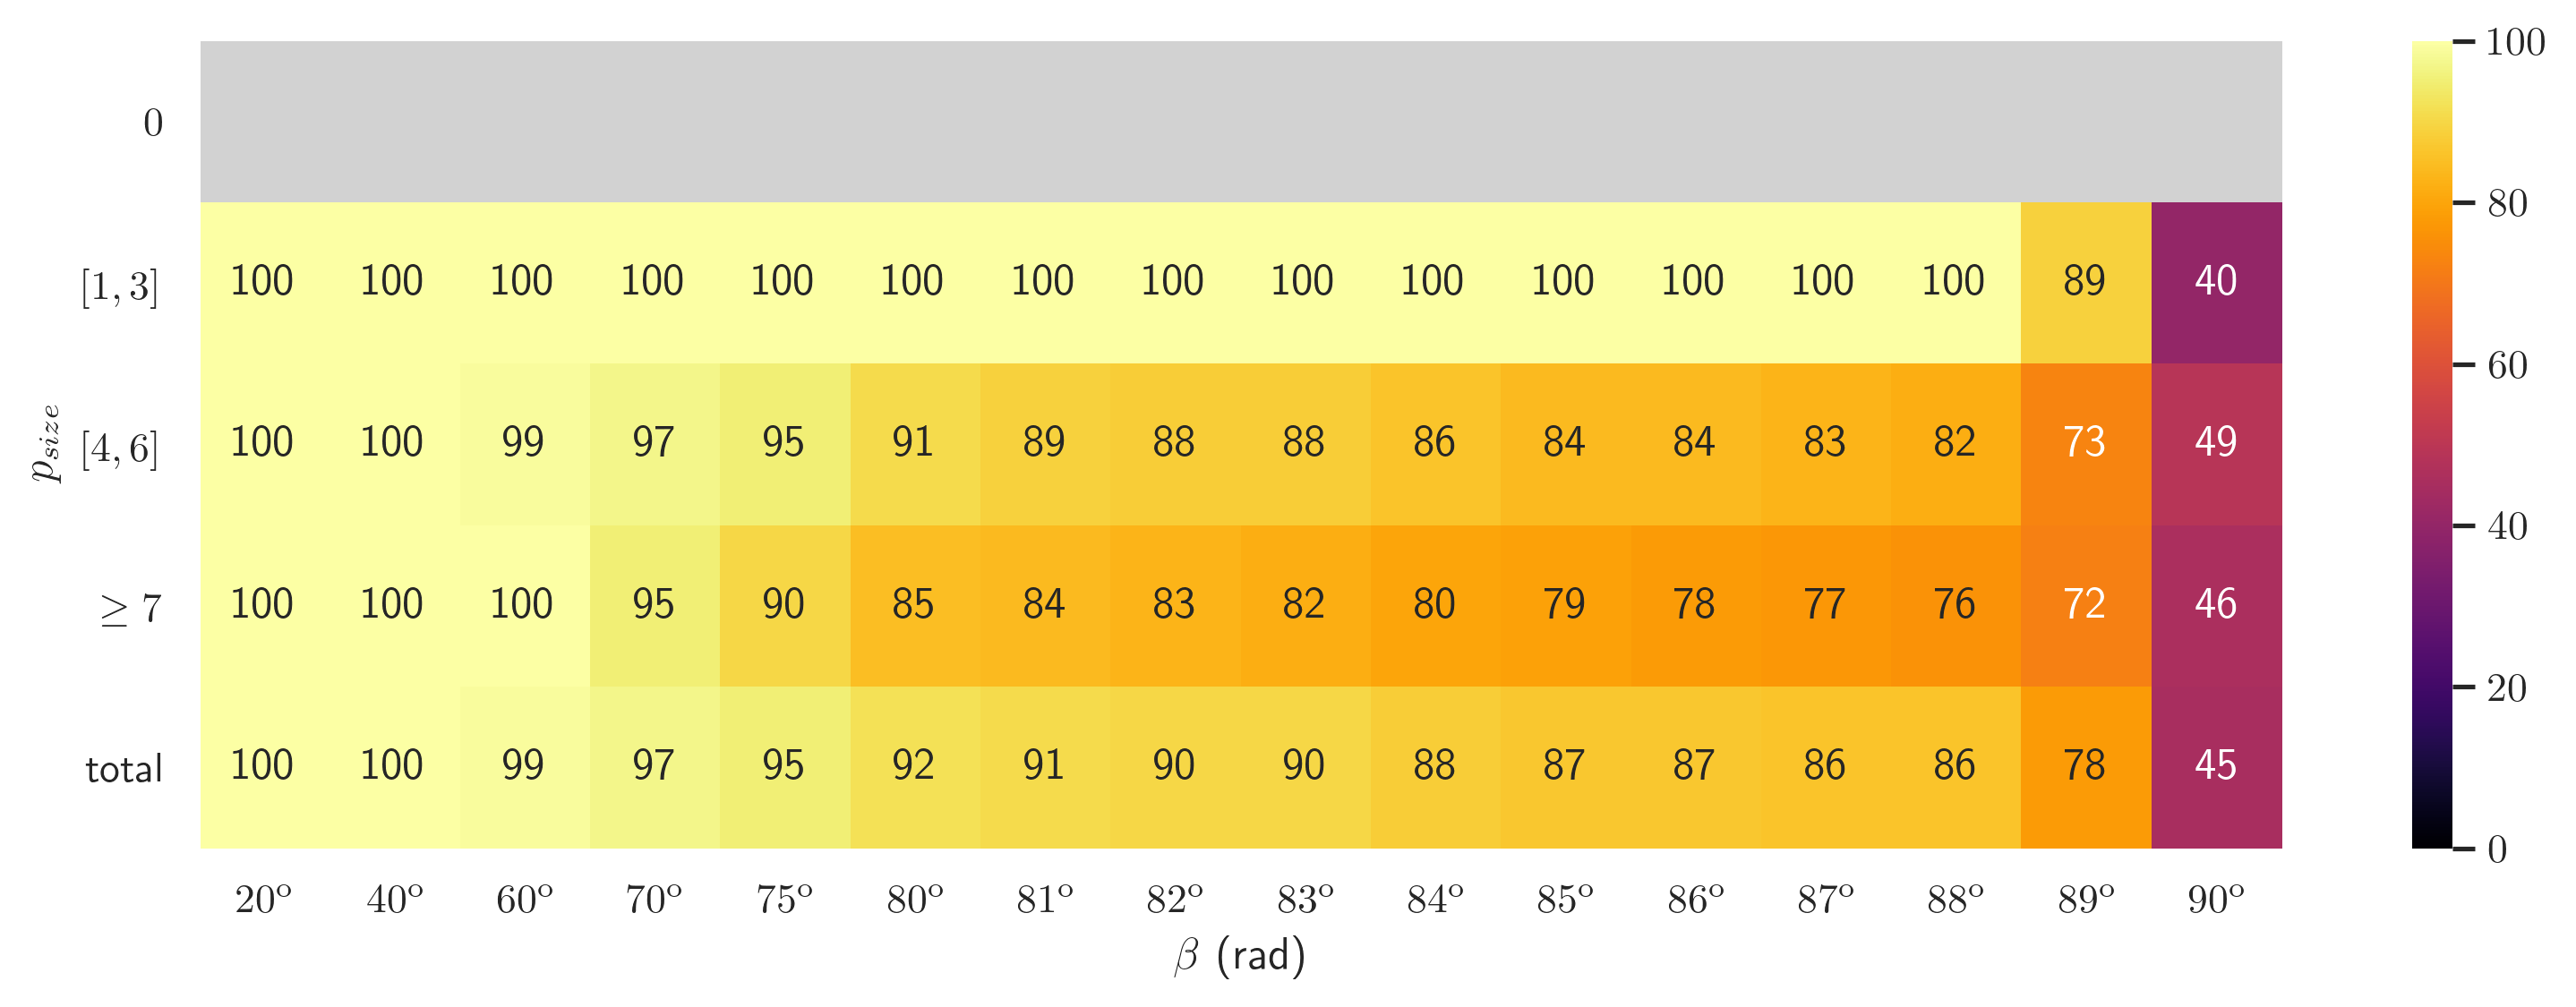 0
[1, 3] 100 100 100 100 100 100 100 100 100 100 100 100 100 100 89 40
[4, 6] 100 100 99 97 95 91 89 88 88 86 84 84 83 82 73 49
≥ 7 100 100 100 95 90 85 84 83 82 80 79 78 77 76 72 46
total 100 100 99 97 95 92 91 90 90 88 87 87 86 86 78 45
20° 40° 60° 70° 75° 80° 81° 82° 83° 84° 85° 86° 87° 88° 89° 90°
β (rad)
p_size
100
80
60
40
20
0